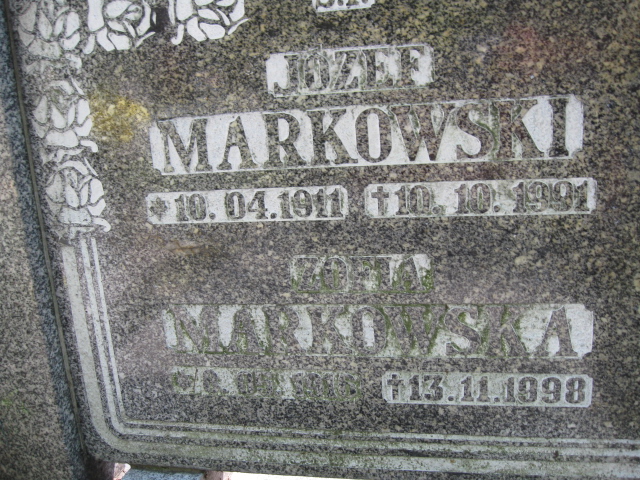 JÓZEF
MARKOWSKI
* 10. 04. 1911 † 10. 10. 1991
ZOFIA
MARKOWSKA
† 13. 11. 1998